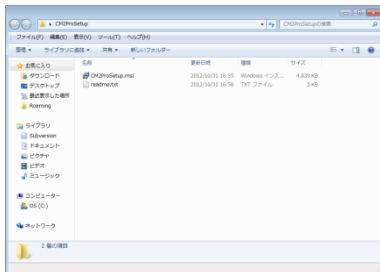 CM2ProSetup
CM2ProSetupの検索
ファイル(F) 編集(E) 表示(V) ツール(T) ヘルプ(H)
整理 ライブラリに追加 共有 新しいフォルダー
名前 更新日時 種類 サイズ
CM2ProSetup.msi 2012/10/31 16:55 Windows インス... 4,839 KB
readme.txt 2012/10/31 16:56 TXT ファイル 3 KB
お気に入り
ダウンロード
デスクトップ
最近表示した場所
Roaming
ライブラリ
Subversion
ドキュメント
ピクチャ
ビデオ
ミュージック
コンピューター
OS (C:)
ネットワーク
2 個の項目